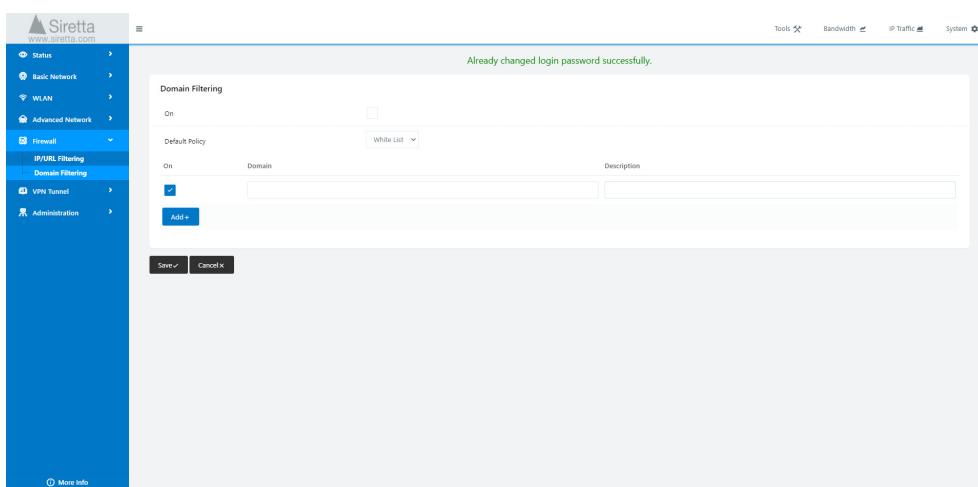 Siretta
www.siretta.com
Tools
Bandwidth
IP Traffic
System
Status
Basic Network
WLAN
Advanced Network
Firewall
IP/URL Filtering
Domain Filtering
VPN Tunnel
Administration
More Info
Already changed login password successfully.
Domain Filtering
On
Default Policy
White List
On Domain Description
Add +
Save
Cancel